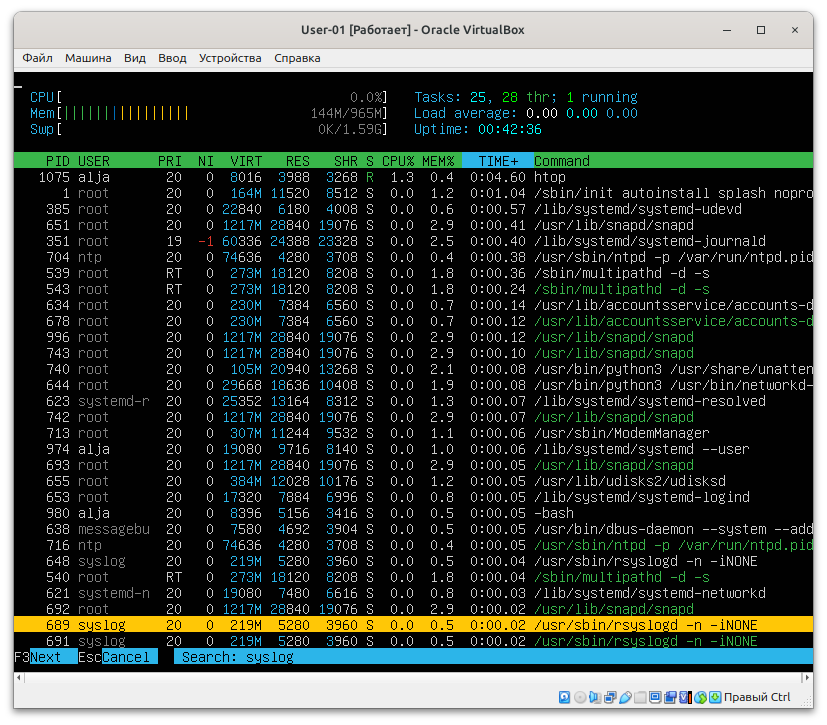 User-01 [Работает] - Oracle VirtualBox
Файл Машина Вид Ввод Устройства Справка
CPU[ 0.0%] Tasks: 25, 28 thr; 1 running
Mem[|||||||||||||||| 144M/965M] Load average: 0.00 0.00 0.00
Swp[ 0K/1.59G] Uptime: 00:42:36
PID USER PRI NI VIRT RES SHR S CPU% MEM% TIME+ Command
1075 alja 20 0 8016 3988 3268 R 1.3 0.4 0:04.60 htop
1 root 20 0 164M 11520 8512 S 0.0 1.2 0:01.04 /sbin/init autoinstall splash nopro
385 root 20 0 22840 6180 4008 S 0.0 0.6 0:00.57 /lib/systemd/systemd-udevd
651 root 20 0 1217M 28840 19076 S 0.0 2.9 0:00.41 /usr/lib/snapd/snapd
351 root 19 -1 60336 24388 23328 S 0.0 2.5 0:00.40 /lib/systemd/systemd-journald
704 ntp 20 0 74636 4280 3708 S 0.0 0.4 0:00.38 /usr/sbin/ntpd -p /var/run/ntpd.pid
539 root RT 0 273M 18120 8208 S 0.0 1.8 0:00.36 /sbin/multipathd -d -s
543 root RT 0 273M 18120 8208 S 0.0 1.8 0:00.24 /sbin/multipathd -d -s
634 root 20 0 230M 7384 6560 S 0.0 0.7 0:00.14 /usr/lib/accountsservice/accounts-d
678 root 20 0 230M 7384 6560 S 0.0 0.7 0:00.12 /usr/lib/accountsservice/accounts-d
996 root 20 0 1217M 28840 19076 S 0.0 2.9 0:00.12 /usr/lib/snapd/snapd
743 root 20 0 1217M 28840 19076 S 0.0 2.9 0:00.10 /usr/lib/snapd/snapd
740 root 20 0 105M 20940 13268 S 0.0 2.1 0:00.08 /usr/bin/python3 /usr/share/unatten
644 root 20 0 29668 18636 10408 S 0.0 1.9 0:00.08 /usr/bin/python3 /usr/bin/networkd-
623 systemd-r 20 0 25352 13164 8312 S 0.0 1.3 0:00.07 /lib/systemd/systemd-resolved
742 root 20 0 1217M 28840 19076 S 0.0 2.9 0:00.07 /usr/lib/snapd/snapd
713 root 20 0 307M 11244 9532 S 0.0 1.1 0:00.06 /usr/sbin/ModemManager
974 alja 20 0 19080 9716 8140 S 0.0 1.0 0:00.06 /lib/systemd/systemd --user
693 root 20 0 1217M 28840 19076 S 0.0 2.9 0:00.05 /usr/lib/snapd/snapd
655 root 20 0 384M 12028 10176 S 0.0 1.2 0:00.05 /usr/lib/udisks2/udisksd
653 root 20 0 17320 7884 6996 S 0.0 0.8 0:00.05 /lib/systemd/systemd-logind
980 alja 20 0 8396 5156 3416 S 0.0 0.5 0:00.05 -bash
638 messagebu 20 0 7580 4692 3904 S 0.0 0.5 0:00.05 /usr/bin/dbus-daemon --system --add
716 ntp 20 0 74636 4280 3708 S 0.0 0.4 0:00.05 /usr/sbin/ntpd -p /var/run/ntpd.pid
648 syslog 20 0 219M 5280 3960 S 0.0 0.5 0:00.04 /usr/sbin/rsyslogd -n -iNONE
540 root RT 0 273M 18120 8208 S 0.0 1.8 0:00.04 /sbin/multipathd -d -s
621 systemd-n 20 0 19080 7480 6616 S 0.0 0.8 0:00.03 /lib/systemd/systemd-networkd
692 root 20 0 1217M 28840 19076 S 0.0 2.9 0:00.02 /usr/lib/snapd/snapd
689 syslog 20 0 219M 5280 3960 S 0.0 0.5 0:00.02 /usr/sbin/rsyslogd -n -iNONE
691 syslog 20 0 219M 5280 3960 S 0.0 0.5 0:00.02 /usr/sbin/rsyslogd -n -iNONE
F3Next EscCancel Search: syslog
Правый Ctrl